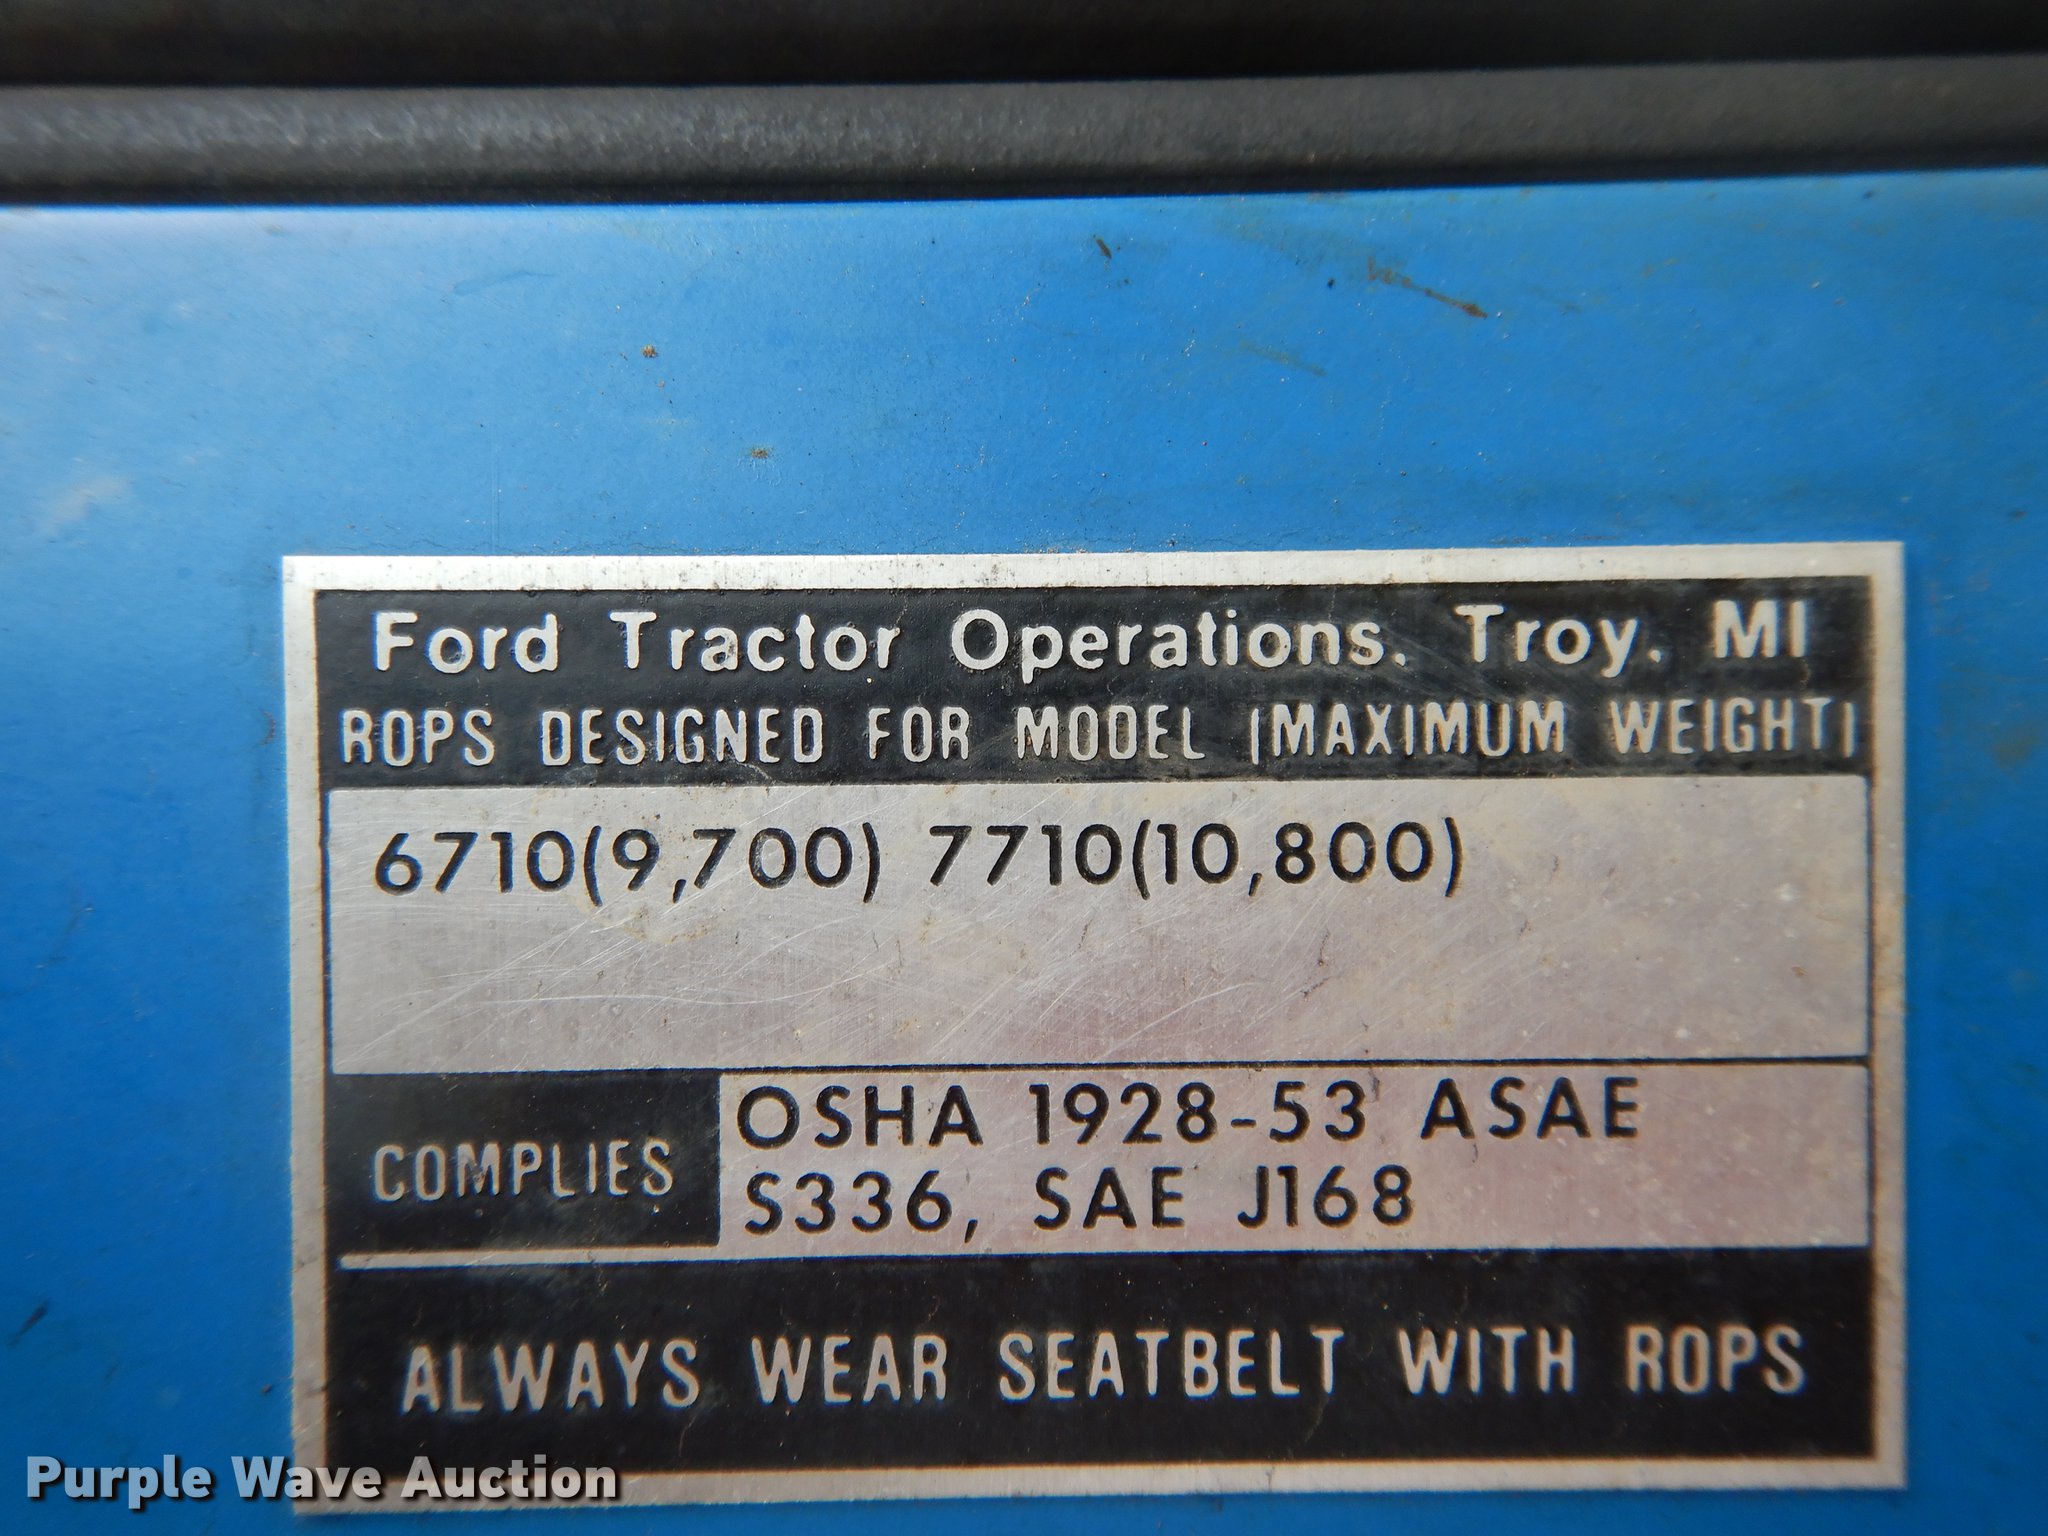 Ford Tractor Operations. Troy. MI
ROPS DESIGNED FOR MODEL (MAXIMUM WEIGHT)
6710(9,700) 7710(10,800)
COMPLIES
OSHA 1928-53 ASAE
S336, SAE J168
ALWAYS WEAR SEATBELT WITH ROPS
Purple Wave Auction